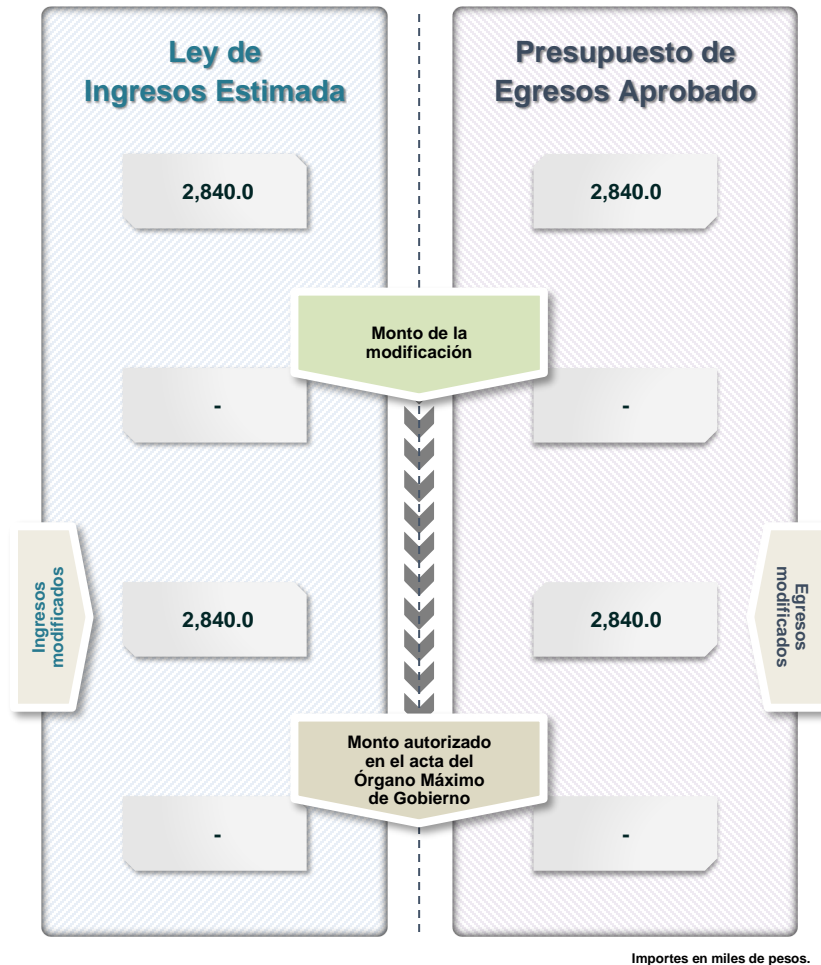 Ley de
Ingresos Estimada
Presupuesto de
Egresos Aprobado
2,840.0
2,840.0
Monto de la
modificación
-
-
Ingresos
modificados
2,840.0
2,840.0
Egresos
modificados
Monto autorizado
en el acta del
Órgano Máximo
de Gobierno
-
-
Importes en miles de pesos.